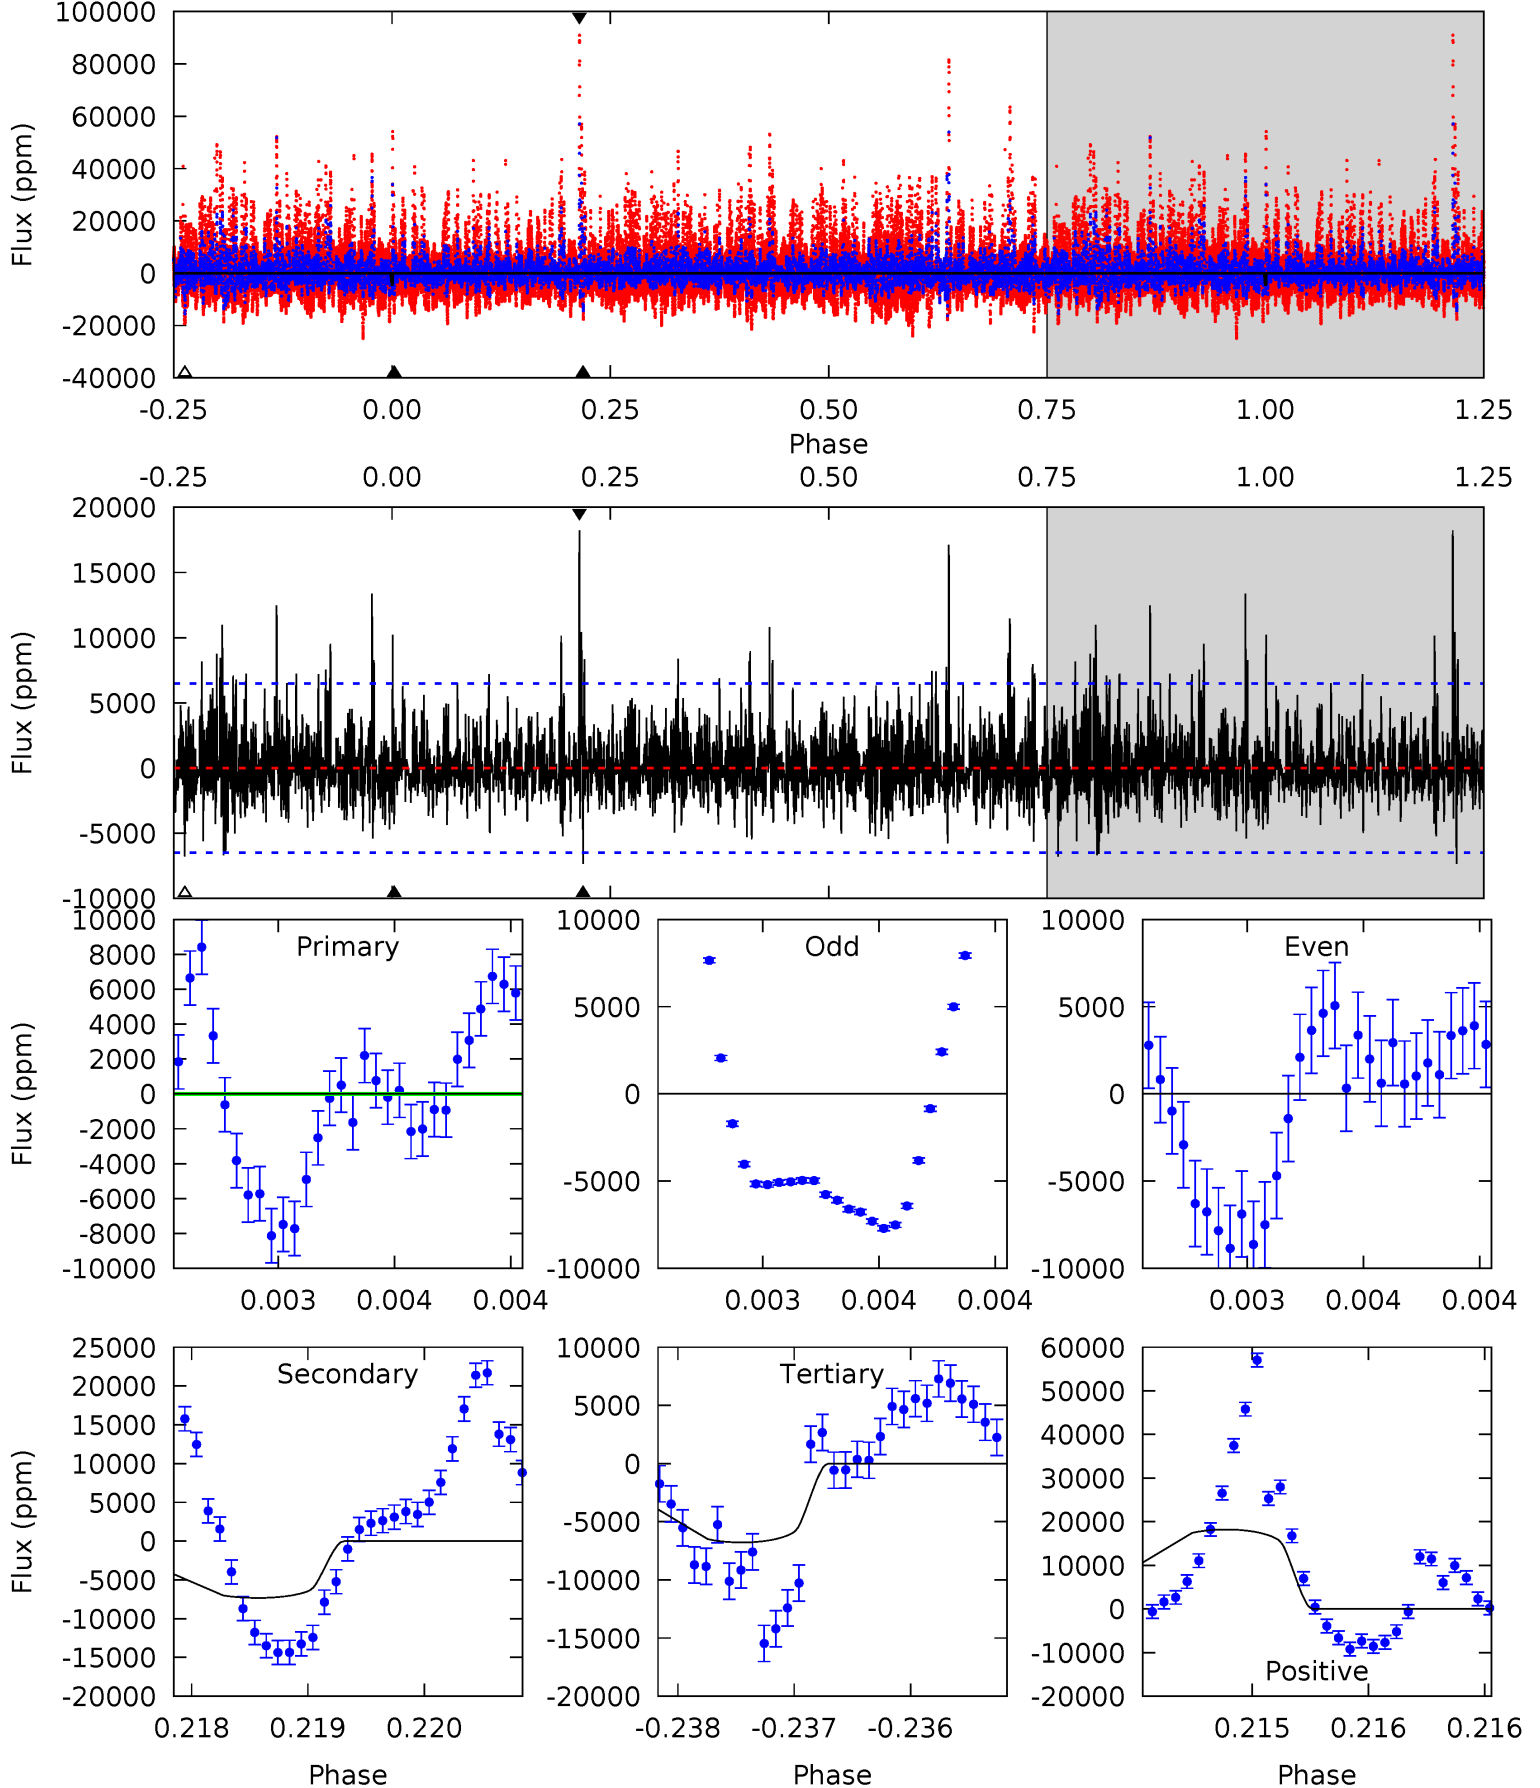 100000
80000
60000
40000
20000
0
-20000
-40000
Flux (ppm)
-0.25 0.00 0.25 0.50 0.75 1.00 1.25
Phase
-0.25 0.00 0.25 0.50 0.75 1.00 1.25
20000
15000
10000
5000
0
-5000
-10000
Flux (ppm)
Primary
10000
8000
6000
4000
2000
0
-2000
-4000
-6000
-8000
-10000
Flux (ppm)
0.003 0.004 0.004
Odd
10000
5000
0
-5000
-10000
0.003 0.004 0.004
Even
10000
5000
0
-5000
-10000
0.003 0.004 0.004
Secondary
25000
20000
15000
10000
5000
0
-5000
-10000
-15000
-20000
Flux (ppm)
0.218 0.219 0.220
Phase
Tertiary
10000
5000
0
-5000
-10000
-15000
-20000
-0.238 -0.237 -0.236
Phase
60000
50000
40000
30000
20000
10000
0
-10000
-20000
Positive
0.215 0.216 0.216
Phase